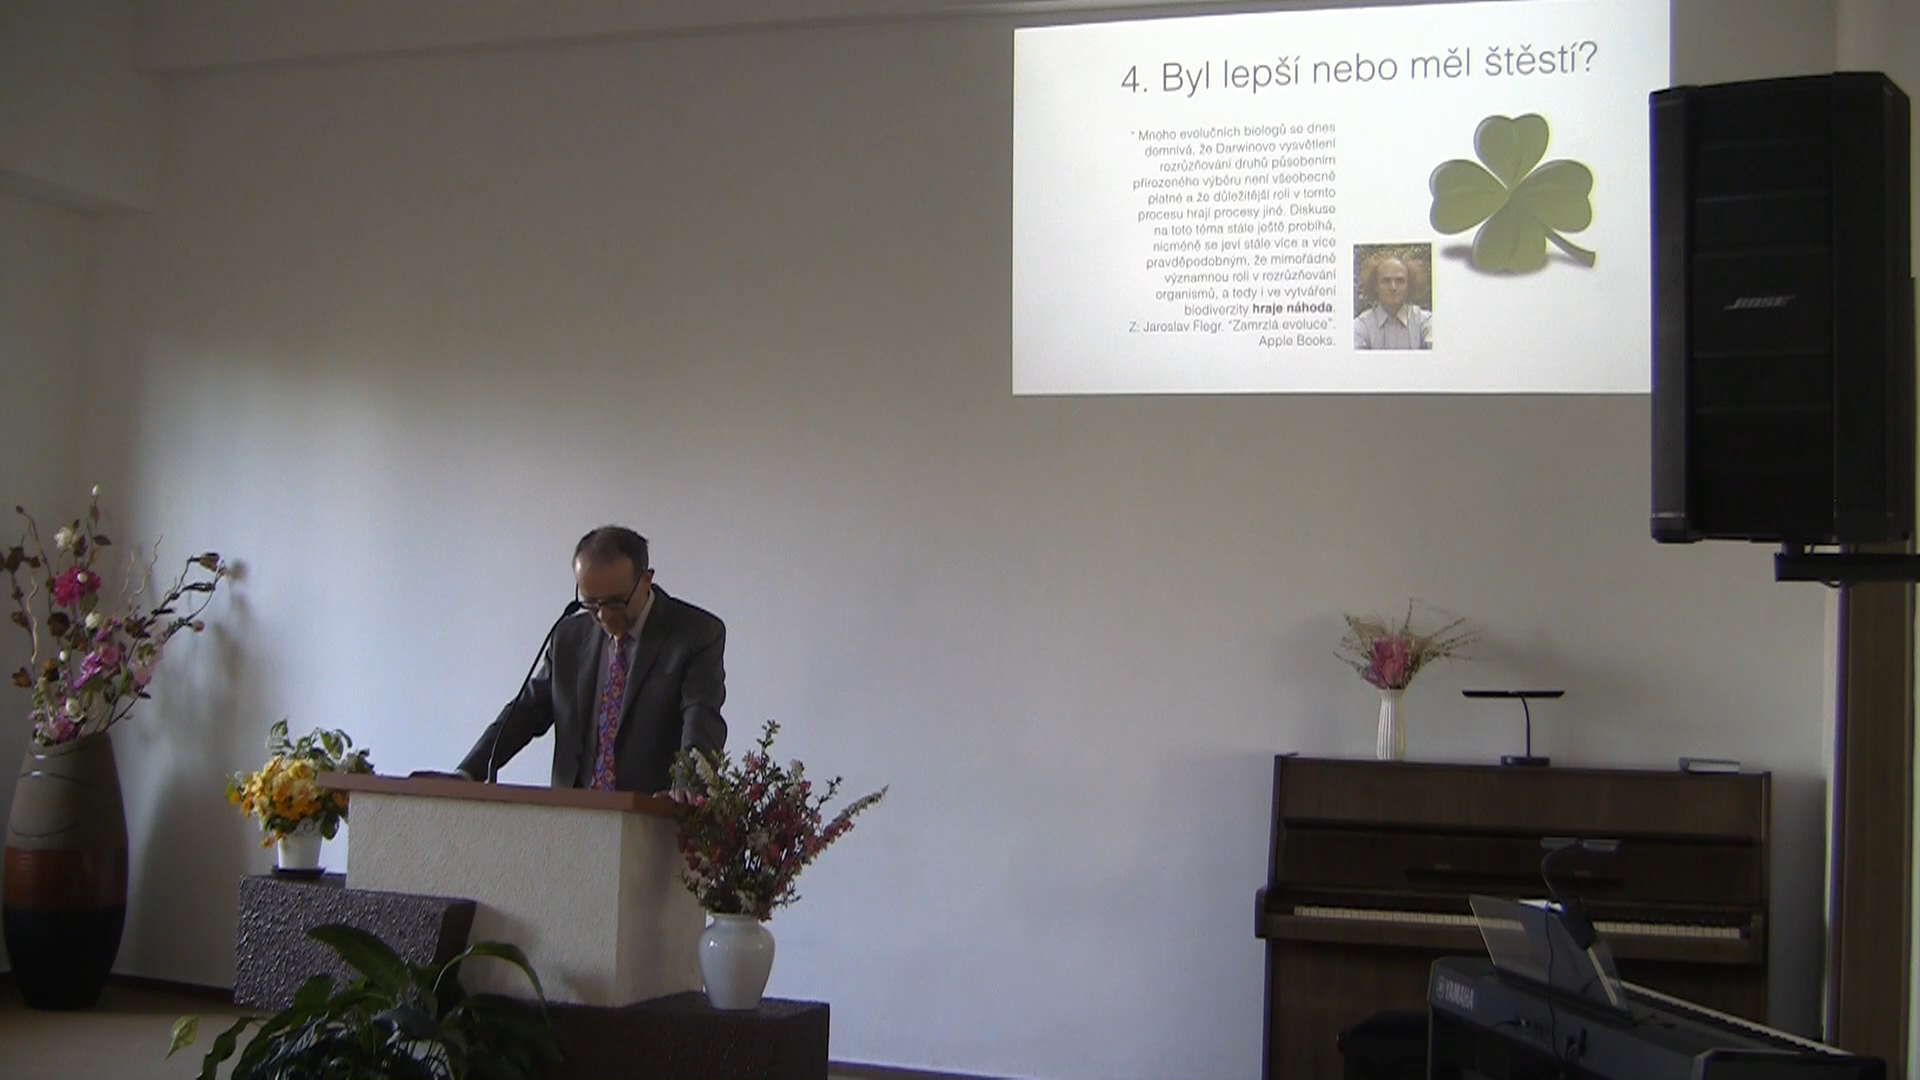 4. Byl lepší nebo měl štěstí?
" Mnoho evolučních biologů se dnes
domnívá, že Darwinovo vysvětlení
rozrůzňování druhů působením
přirozeného výběru není všeobecně
platné a že důležitější roli v tomto
procesu hrají procesy jiné. Diskuse
na toto téma stále ještě probíhá,
nicméně se jeví stále více a více
pravděpodobným, že mimořádně
významnou roli v rozrůzňování
organismů, a tedy i ve vytváření
biodiverzity hraje náhoda.
Z: Jaroslav Flegr. "Zamrzlá evoluce".
Apple Books.
BOSE
YAMAHA